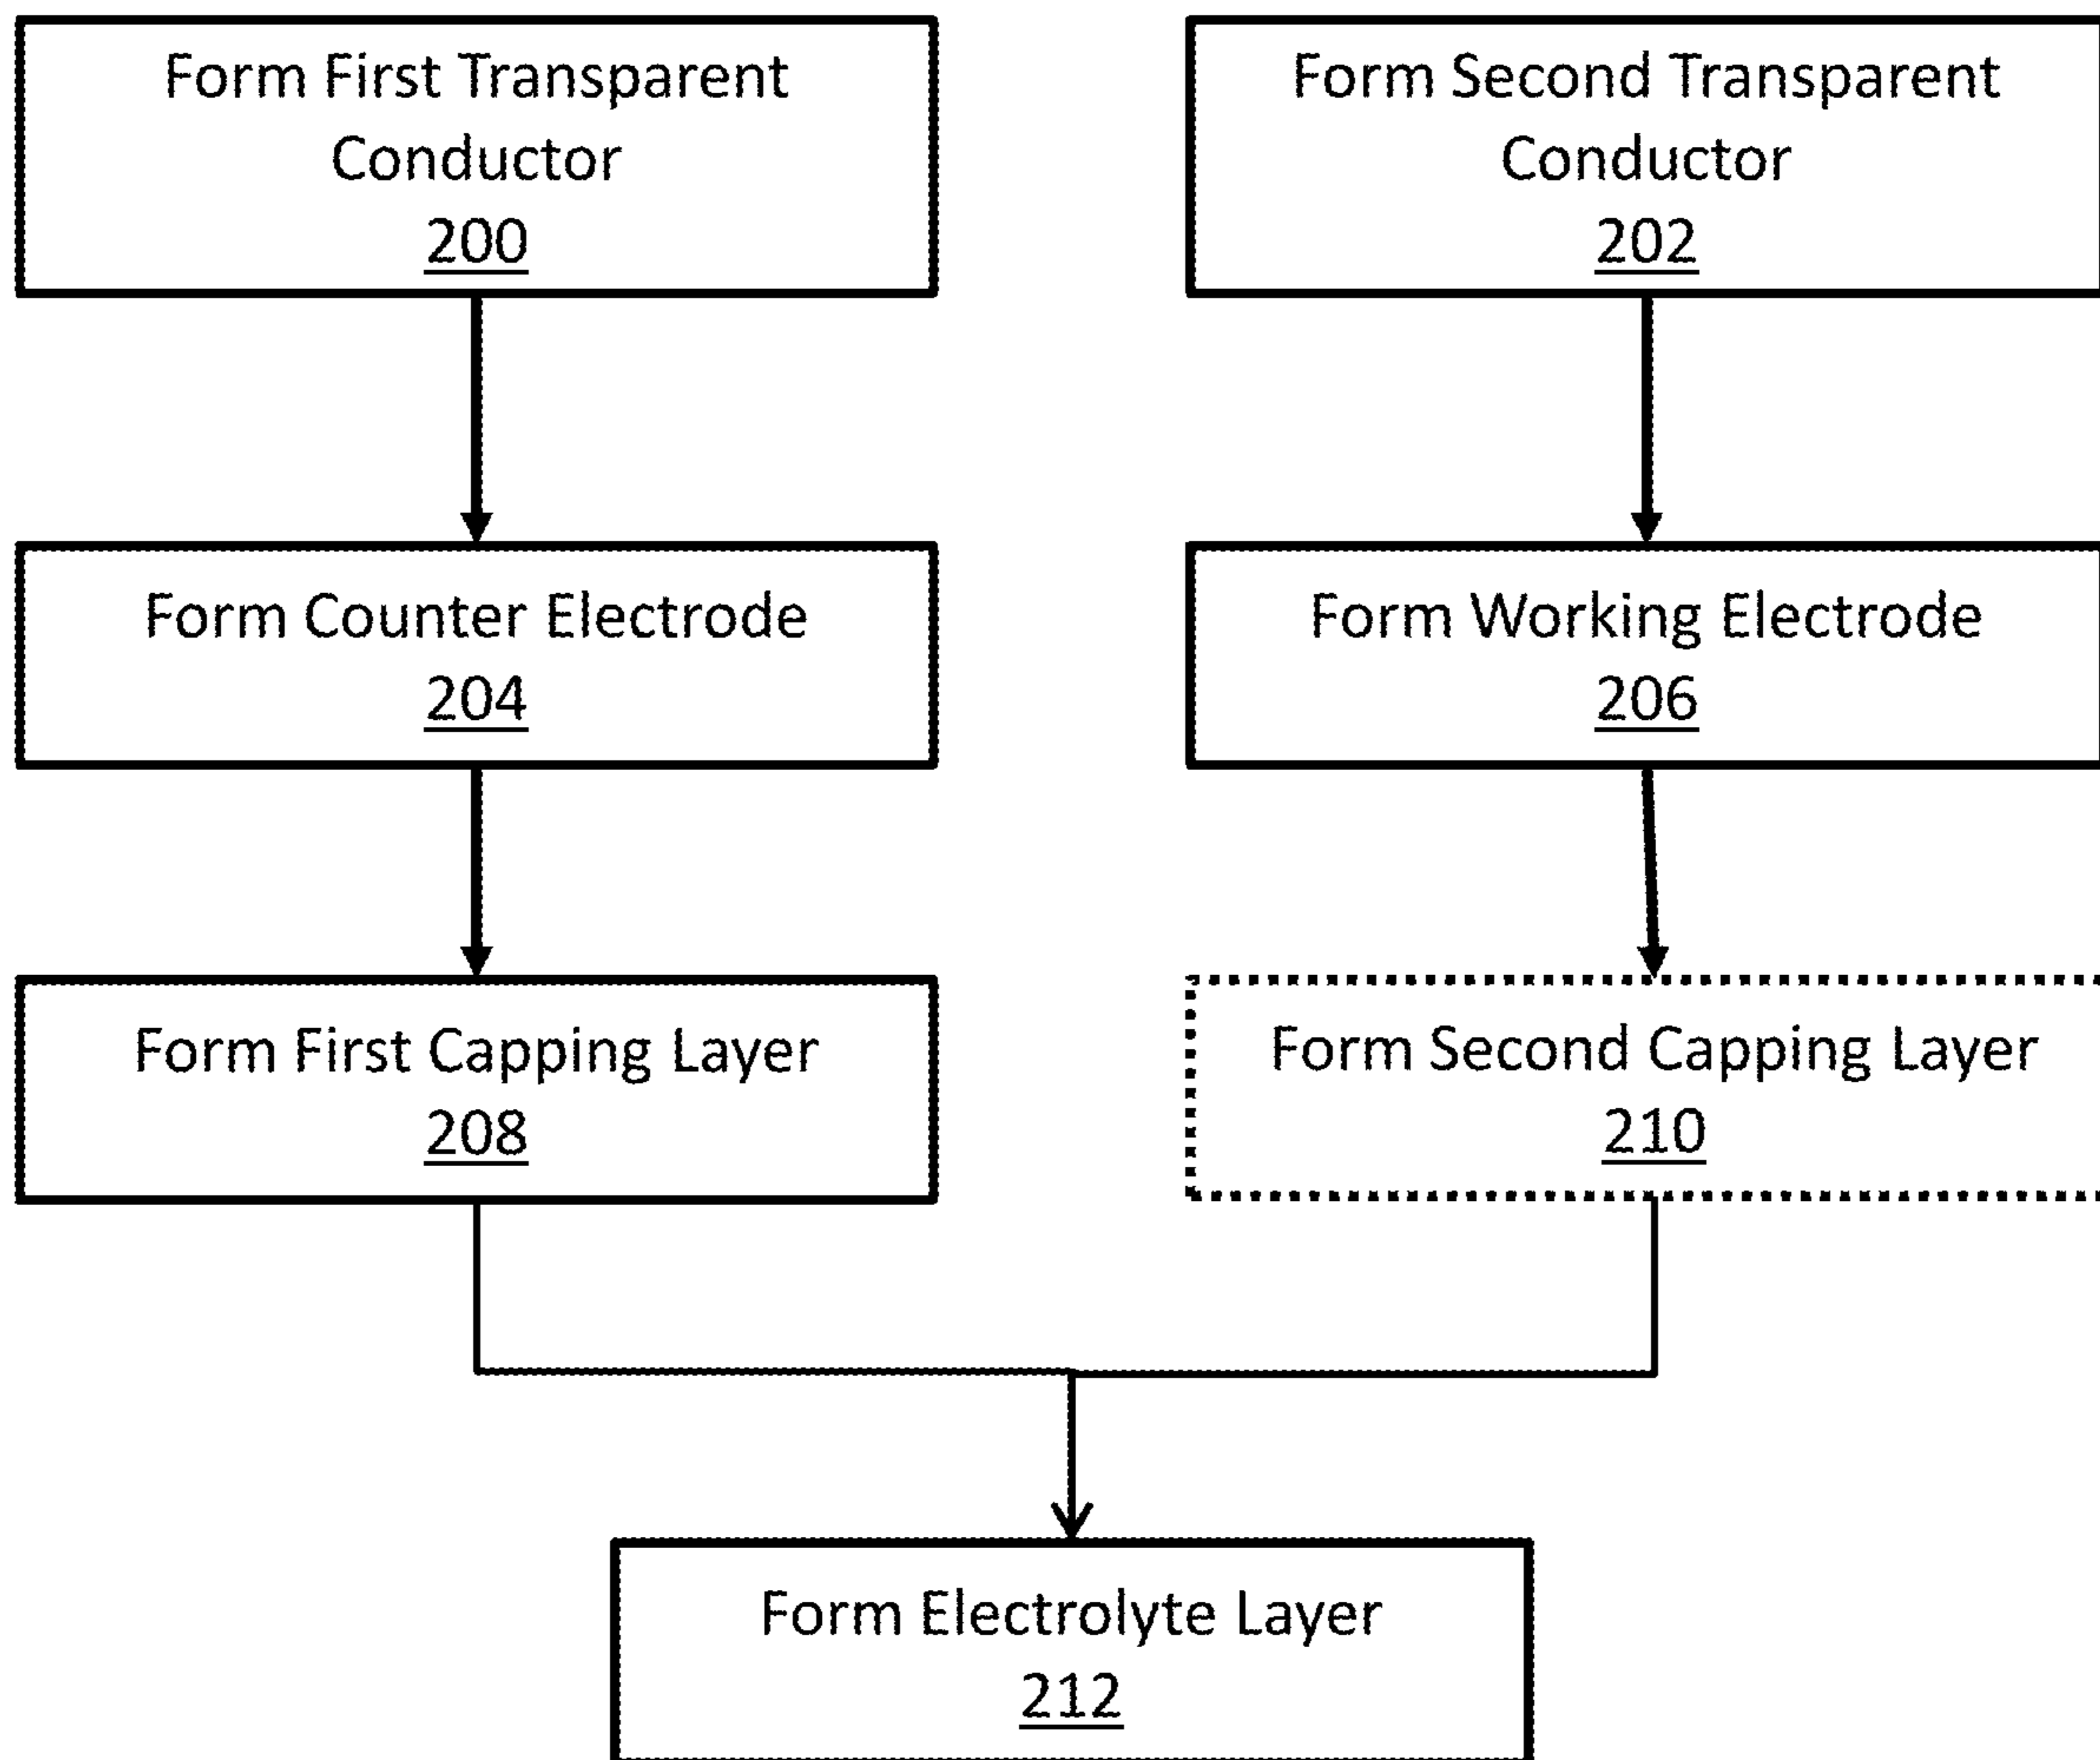 Form First Transparent
Conductor
200
Form Second Transparent
Conductor
202
Form Counter Electrode
204
Form Working Electrode
206
Form First Capping Layer
208
Form Second Capping Layer
210
Form Electrolyte Layer
212